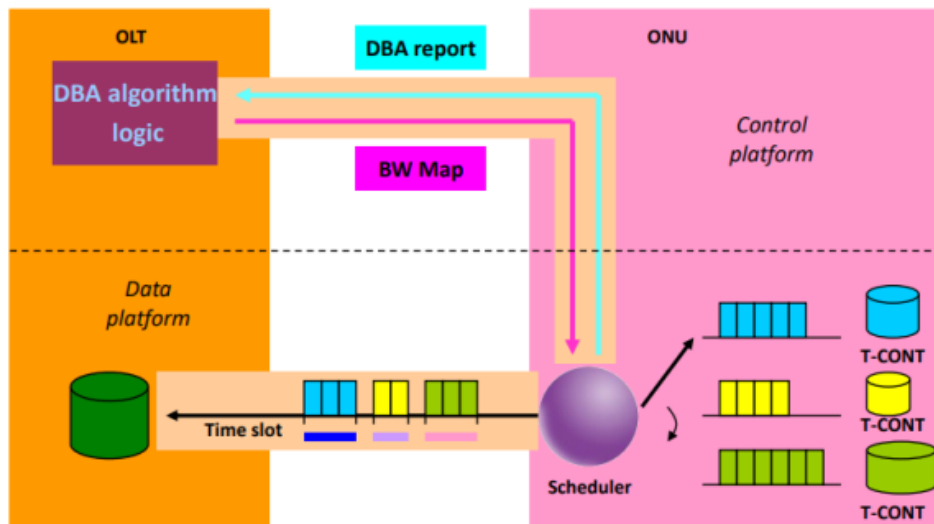 OLT
DBA report
ONU
DBA algorithm
logic
Control
platform
BW Map
Data
platform
T-CONT
Time slot
T-CONT
Scheduler
T-CONT